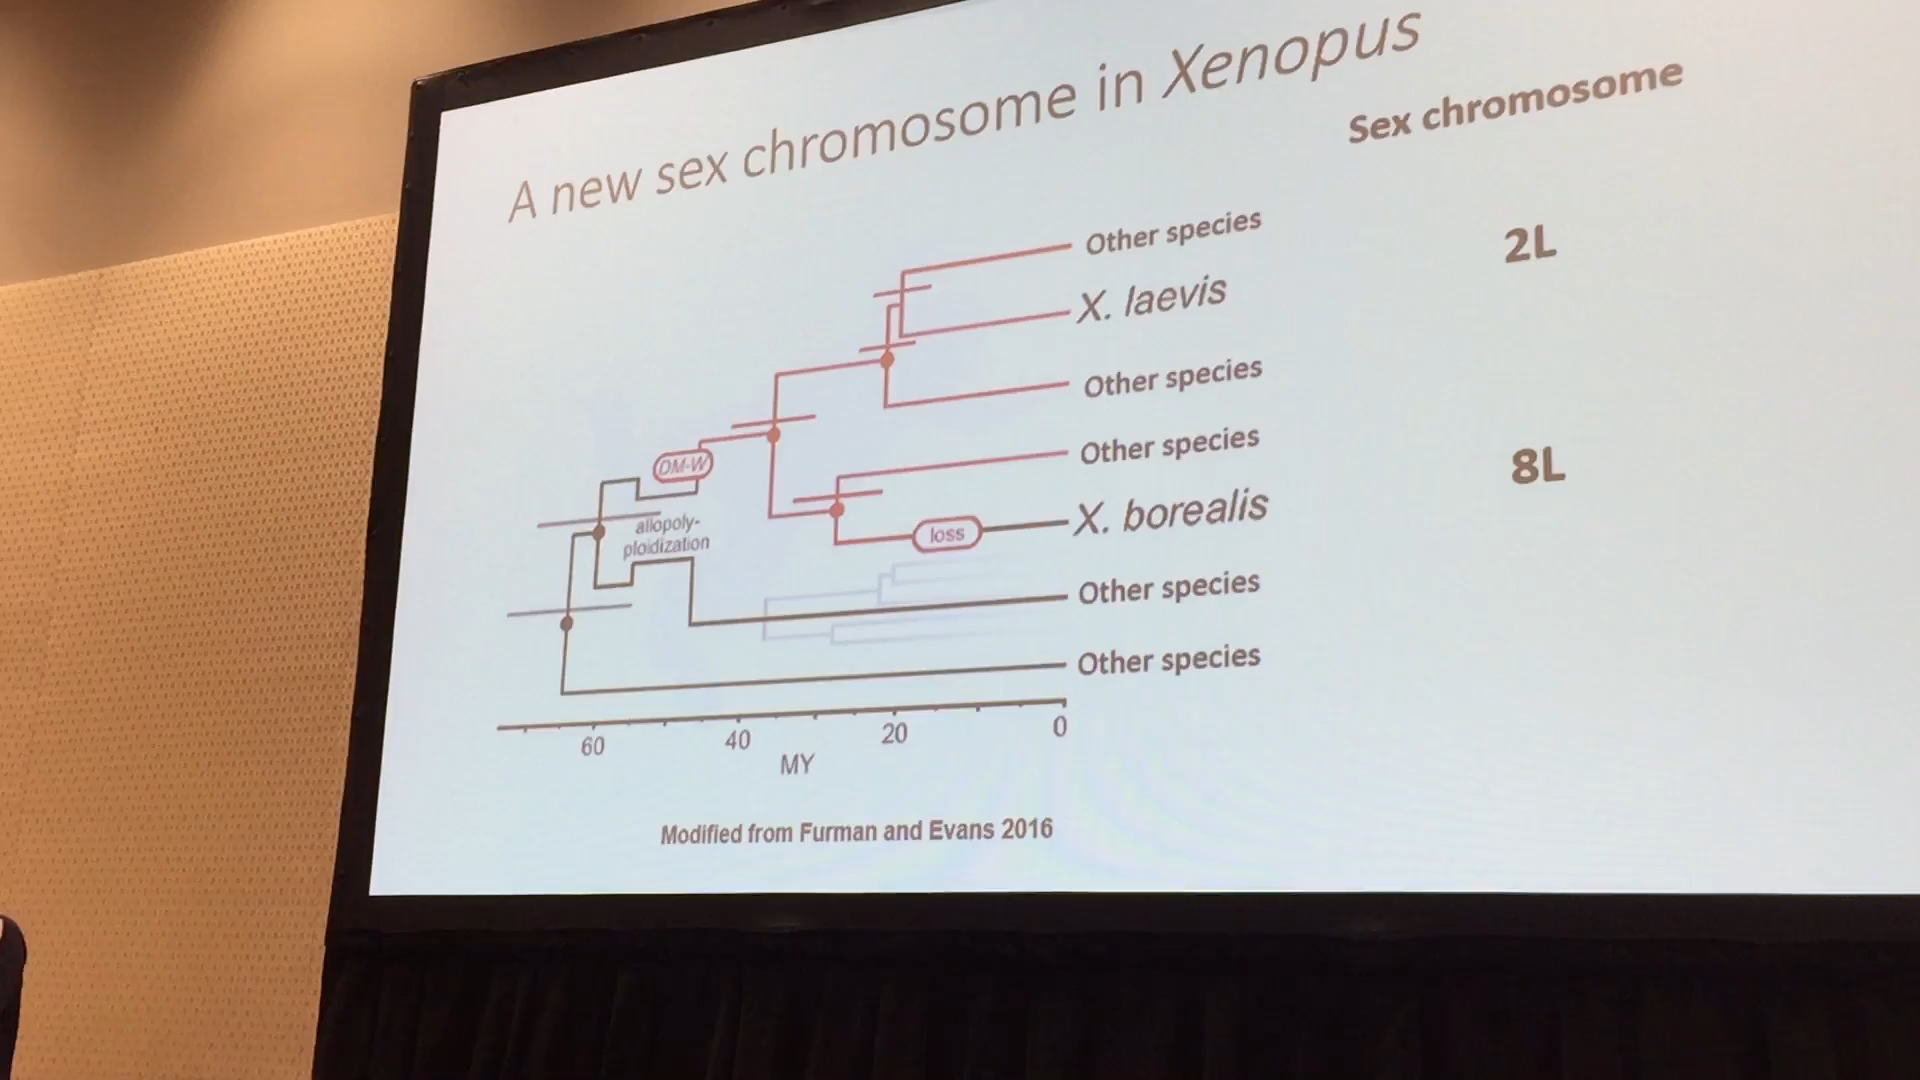 A new sex chromosome in Xenopus
Sex chromosome
Other species
2L
X. laevis
Other species
Other species
8L
DM-W
X. borealis
allopoly-
ploidization
loss
Other species
Other species
60 40 20 0
MY
Modified from Furman and Evans 2016